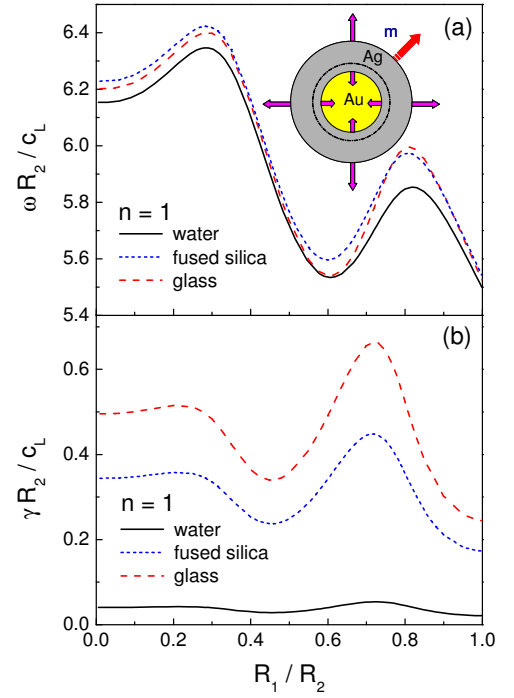 (a)
m
Ag
Au
6.4
6.2
6.0
5.8
5.6
5.4
ω R₂ / c_L
n = 1
water
fused silica
glass
(b)
0.6
0.4
0.2
0.0
γ R₂ / c_L
n = 1
water
fused silica
glass
0.0 0.2 0.4 0.6 0.8 1.0
R₁ / R₂